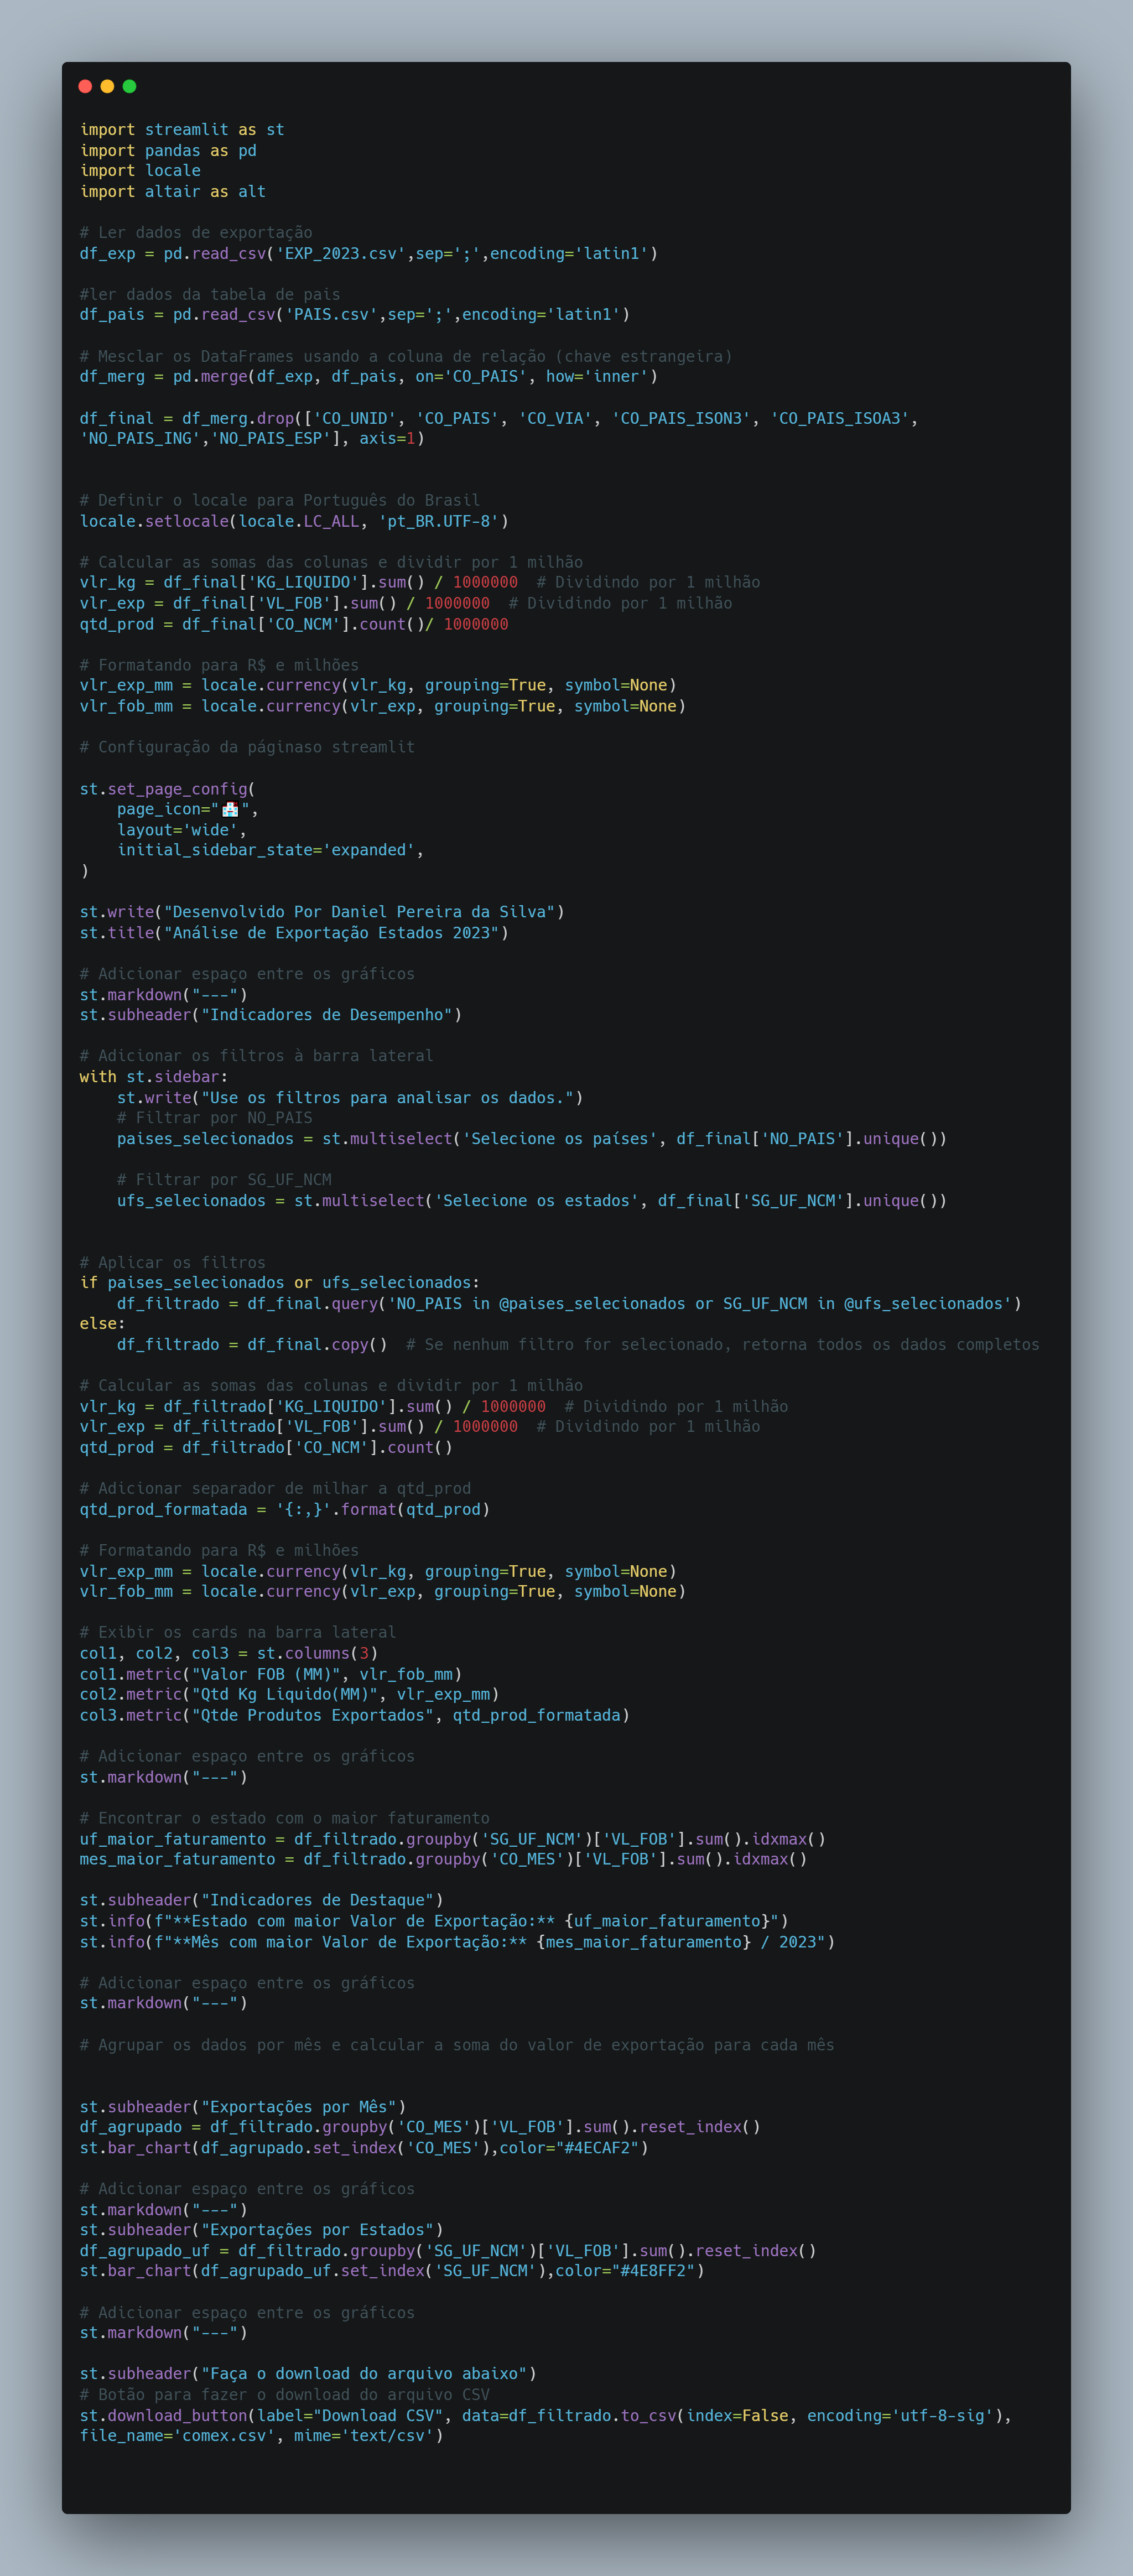 import streamlit as st
import pandas as pd
import locale
import altair as alt

# Ler dados de exportação
df_exp = pd.read_csv('EXP_2023.csv',sep=';',encoding='latin1')

#ler dados da tabela de pais
df_pais = pd.read_csv('PAIS.csv',sep=';',encoding='latin1')

# Mesclar os DataFrames usando a coluna de relação (chave estrangeira)
df_merg = pd.merge(df_exp, df_pais, on='CO_PAIS', how='inner')

df_final = df_merg.drop(['CO_UNID', 'CO_PAIS', 'CO_VIA', 'CO_PAIS_ISON3', 'CO_PAIS_ISOA3',
'NO_PAIS_ING','NO_PAIS_ESP'], axis=1)


# Definir o locale para Português do Brasil
locale.setlocale(locale.LC_ALL, 'pt_BR.UTF-8')

# Calcular as somas das colunas e dividir por 1 milhão
vlr_kg = df_final['KG_LIQUIDO'].sum() / 1000000  # Dividindo por 1 milhão
vlr_exp = df_final['VL_FOB'].sum() / 1000000  # Dividindo por 1 milhão
qtd_prod = df_final['CO_NCM'].count()/ 1000000

# Formatando para R$ e milhões
vlr_exp_mm = locale.currency(vlr_kg, grouping=True, symbol=None)
vlr_fob_mm = locale.currency(vlr_exp, grouping=True, symbol=None)

# Configuração da páginaso streamlit

st.set_page_config(
    page_icon="📩",
    layout='wide',
    initial_sidebar_state='expanded',
)

st.write("Desenvolvido Por Daniel Pereira da Silva")
st.title("Análise de Exportação Estados 2023")

# Adicionar espaço entre os gráficos
st.markdown("---")
st.subheader("Indicadores de Desempenho")

# Adicionar os filtros à barra lateral
with st.sidebar:
    st.write("Use os filtros para analisar os dados.")
    # Filtrar por NO_PAIS
    paises_selecionados = st.multiselect('Selecione os países', df_final['NO_PAIS'].unique())

    # Filtrar por SG_UF_NCM
    ufs_selecionados = st.multiselect('Selecione os estados', df_final['SG_UF_NCM'].unique())


# Aplicar os filtros
if paises_selecionados or ufs_selecionados:
    df_filtrado = df_final.query('NO_PAIS in @paises_selecionados or SG_UF_NCM in @ufs_selecionados')
else:
    df_filtrado = df_final.copy()  # Se nenhum filtro for selecionado, retorna todos os dados completos

# Calcular as somas das colunas e dividir por 1 milhão
vlr_kg = df_filtrado['KG_LIQUIDO'].sum() / 1000000  # Dividindo por 1 milhão
vlr_exp = df_filtrado['VL_FOB'].sum() / 1000000  # Dividindo por 1 milhão
qtd_prod = df_filtrado['CO_NCM'].count()

# Adicionar separador de milhar a qtd_prod
qtd_prod_formatada = '{:,}'.format(qtd_prod)

# Formatando para R$ e milhões
vlr_exp_mm = locale.currency(vlr_kg, grouping=True, symbol=None)
vlr_fob_mm = locale.currency(vlr_exp, grouping=True, symbol=None)

# Exibir os cards na barra lateral
col1, col2, col3 = st.columns(3)
col1.metric("Valor FOB (MM)", vlr_fob_mm)
col2.metric("Qtd Kg Liquido(MM)", vlr_exp_mm)
col3.metric("Qtde Produtos Exportados", qtd_prod_formatada)

# Adicionar espaço entre os gráficos
st.markdown("---")

# Encontrar o estado com o maior faturamento
uf_maior_faturamento = df_filtrado.groupby('SG_UF_NCM')['VL_FOB'].sum().idxmax()
mes_maior_faturamento = df_filtrado.groupby('CO_MES')['VL_FOB'].sum().idxmax()

st.subheader("Indicadores de Destaque")
st.info(f"**Estado com maior Valor de Exportação:** {uf_maior_faturamento}")
st.info(f"**Mês com maior Valor de Exportação:** {mes_maior_faturamento} / 2023")

# Adicionar espaço entre os gráficos
st.markdown("---")

# Agrupar os dados por mês e calcular a soma do valor de exportação para cada mês


st.subheader("Exportações por Mês")
df_agrupado = df_filtrado.groupby('CO_MES')['VL_FOB'].sum().reset_index()
st.bar_chart(df_agrupado.set_index('CO_MES'),color="#4ECAF2")

# Adicionar espaço entre os gráficos
st.markdown("---")
st.subheader("Exportações por Estados")
df_agrupado_uf = df_filtrado.groupby('SG_UF_NCM')['VL_FOB'].sum().reset_index()
st.bar_chart(df_agrupado_uf.set_index('SG_UF_NCM'),color="#4E8FF2")

# Adicionar espaço entre os gráficos
st.markdown("---")

st.subheader("Faça o download do arquivo abaixo")
# Botão para fazer o download do arquivo CSV
st.download_button(label="Download CSV", data=df_filtrado.to_csv(index=False, encoding='utf-8-sig'),
file_name='comex.csv', mime='text/csv')